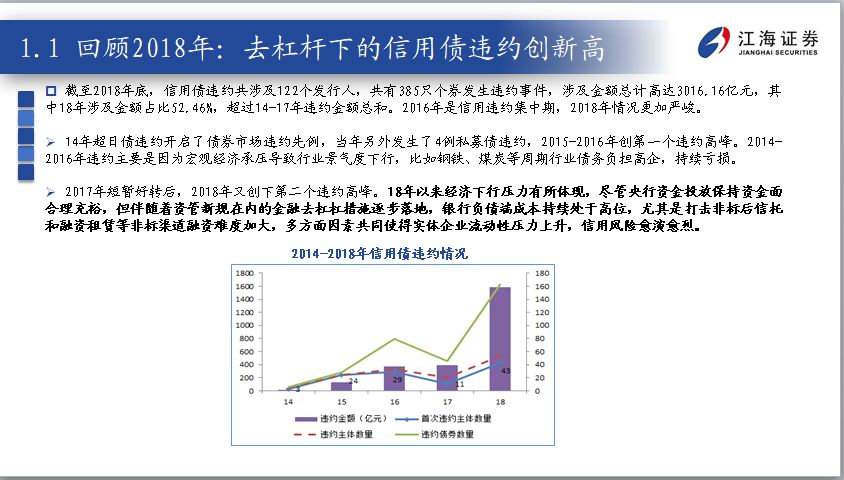 1.1 回顾2018年：去杠杆下的信用债违约创新高
江海证券
JIANGHAI SECURITIES
截至2018年底，信用债违约共涉及122个发行人，共有385只个券发生违约事件，涉及金额总计高达3016.16亿元，其
中18年涉及金额占比52.46%，超过14-17年违约金额总和。2016年是信用违约集中期，2018年情况更加严峻。
14年超日债违约开启了债券市场违约先例，当年另外发生了4例私募债违约，2015-2016年创第一个违约高峰。2014-
2016年违约主要是因为宏观经济承压导致行业景气度下行，比如钢铁、煤炭等周期行业债务负担高企，持续亏损。
2017年短暂好转后，2018年又创下第二个违约高峰。18年以来经济下行压力有所体现，尽管央行资金投放保持资金面
合理充裕，但伴随着资管新规在内的金融去杠杠措施逐步落地，银行负债端成本持续处于高位，尤其是打击非标后信托
和融资租赁等非标渠道融资难度加大，多方面因素共同使得实体企业流动性压力上升，信用风险愈演愈烈。
2014-2018年信用债违约情况
1800 180
1600 160
1400 140
1200 120
1000 100
800 80
600 60
400 40
200 20
0 0
3 24 29 11 43
14 15 16 17 18
违约金额（亿元） 首次违约主体数量
违约主体数量 违约债券数量